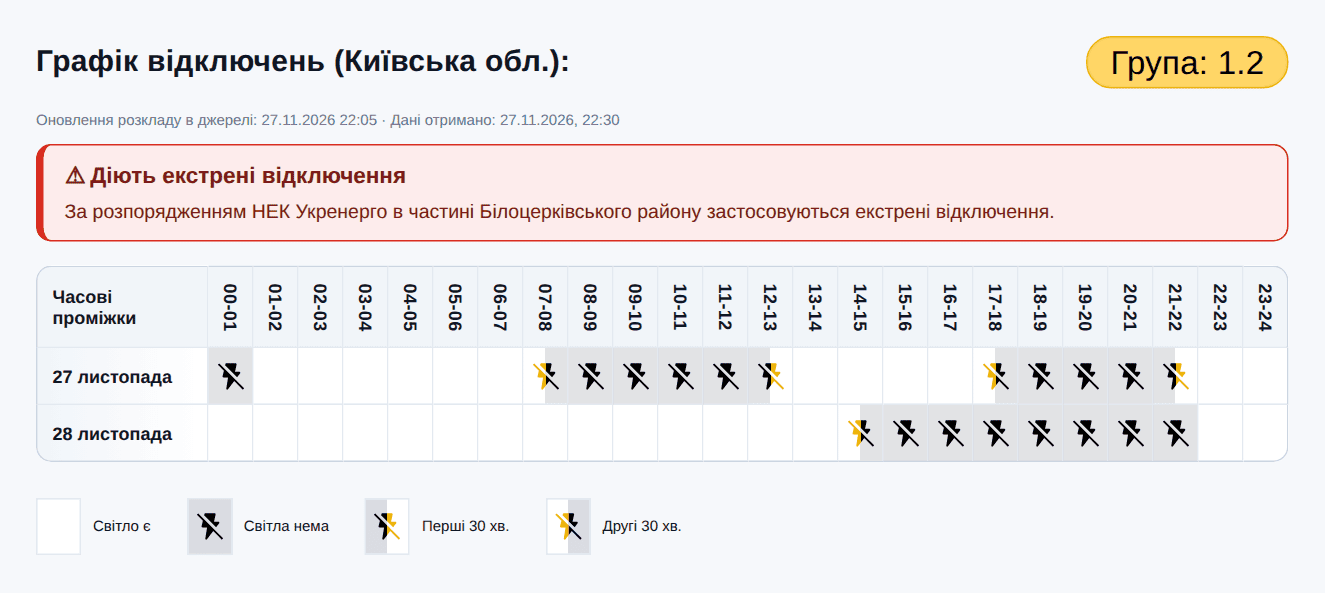 Графік відключень (Київська обл.):
Група: 1.2
Оновлення розкладу в джерелі: 27.11.2026 22:05 · Дані отримано: 27.11.2026, 22:30
⚠ Діють екстрені відключення
За розпорядженням НЕК Укренерго в частині Білоцерківського району застосовуються екстрені відключення.
Часові
проміжки
00-01
01-02
02-03
03-04
04-05
05-06
06-07
07-08
08-09
09-10
10-11
11-12
12-13
13-14
14-15
15-16
16-17
17-18
18-19
19-20
20-21
21-22
22-23
23-24
27 листопада
28 листопада
Світло є
Світла нема
Перші 30 хв.
Другі 30 хв.